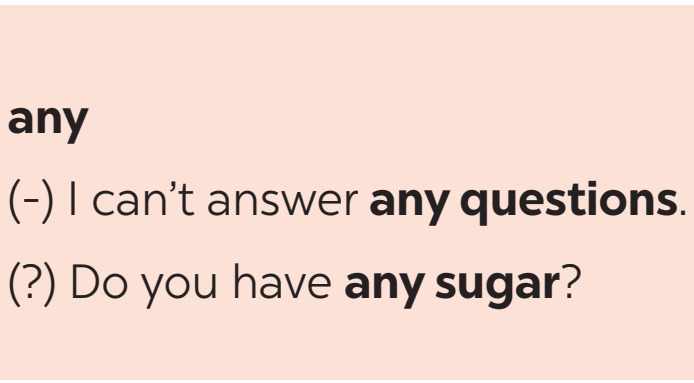 any
(-) I can’t answer any questions.
(?) Do you have any sugar?